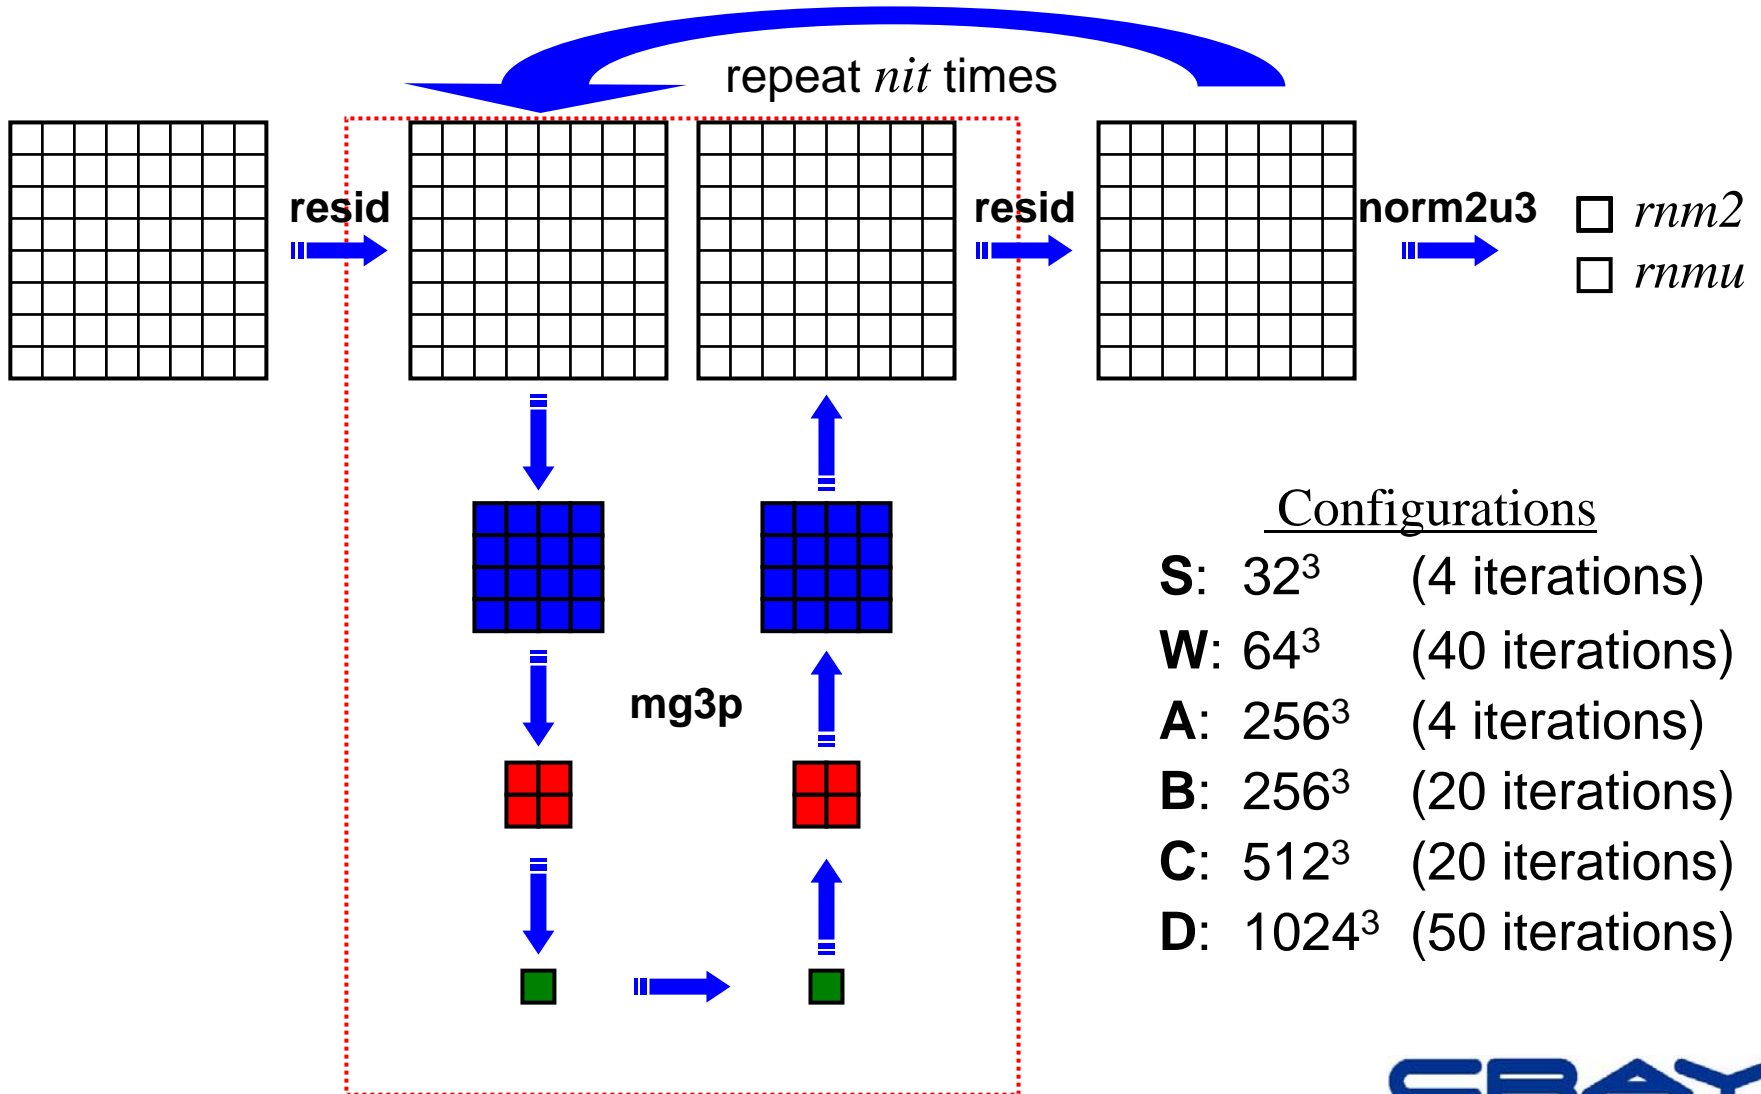 repeat nit times
resid
resid
norm2u3
rnm2
rnmu
mg3p
Configurations
S: 32³ (4 iterations)
W: 64³ (40 iterations)
A: 256³ (4 iterations)
B: 256³ (20 iterations)
C: 512³ (20 iterations)
D: 1024³ (50 iterations)
CRAY